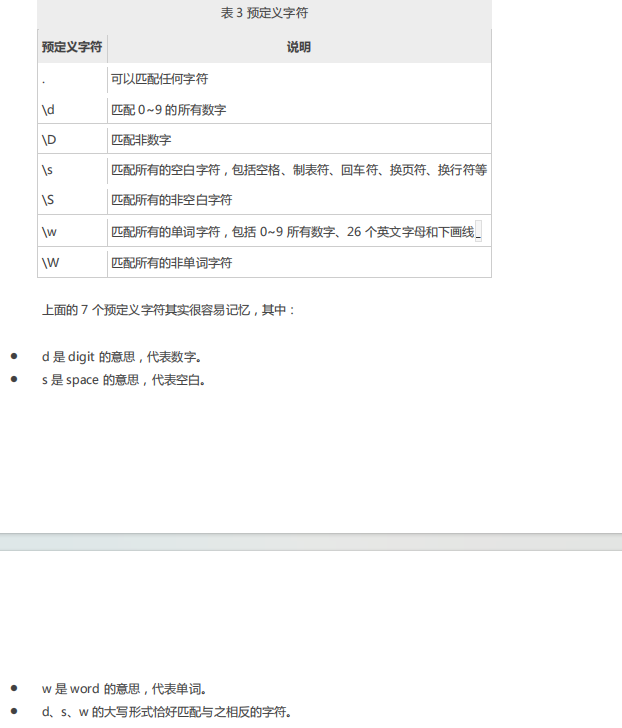 表 3 预定义字符
预定义字符 说明
. 可以匹配任何字符
\d 匹配 0~9 的所有数字
\D 匹配非数字
\s 匹配所有的空白字符，包括空格、制表符、回车符、换页符、换行符等
\S 匹配所有的非空白字符
\w 匹配所有的单词字符，包括 0~9 所有数字、26 个英文字母和下画线_
\W 匹配所有的非单词字符
上面的 7 个预定义字符其实很容易记忆，其中：
● d 是 digit 的意思，代表数字。
● s 是 space 的意思，代表空白。
● w 是 word 的意思，代表单词。
● d、s、w 的大写形式恰好匹配与之相反的字符。